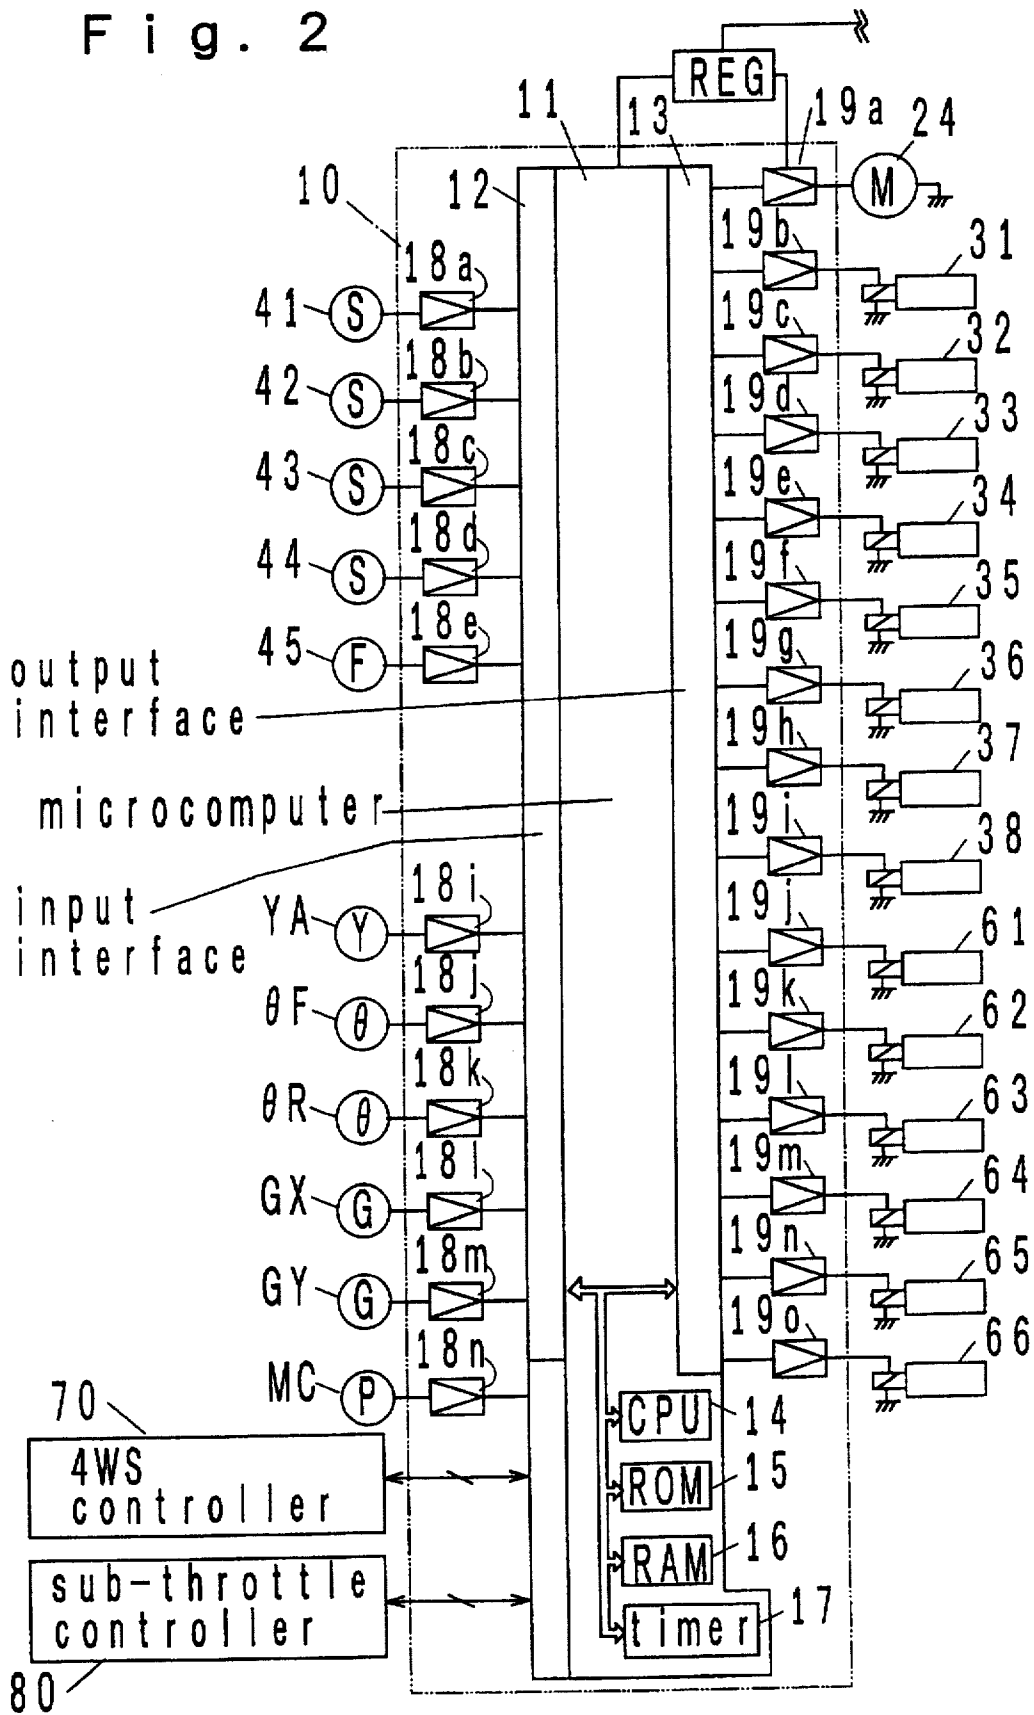 Fig. 2
REG
11
13
19a
24
M
10
12
18a
41
S
18b
42
S
18c
43
S
18d
44
S
18e
45
F
19b
31
19c
32
19d
33
19e
34
19f
35
19g
36
19h
37
19i
38
19j
61
19k
62
19l
63
19m
64
19n
65
19o
66
output
interface
microcomputer
input
interface
18i
YA
Y
18j
θF
θ
18k
θR
θ
18l
GX
G
18m
GY
G
18n
MC
P
70
4WS
controller
sub-throttle
controller
80
CPU
14
ROM
15
RAM
16
timer
17